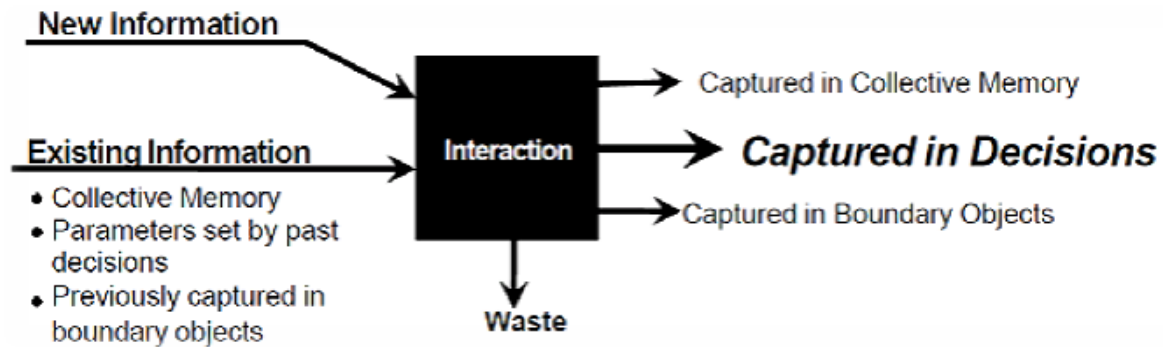 New Information
Existing Information
• Collective Memory
• Parameters set by past
decisions
• Previously captured in
boundary objects
Interaction
Waste
Captured in Collective Memory
Captured in Decisions
Captured in Boundary Objects